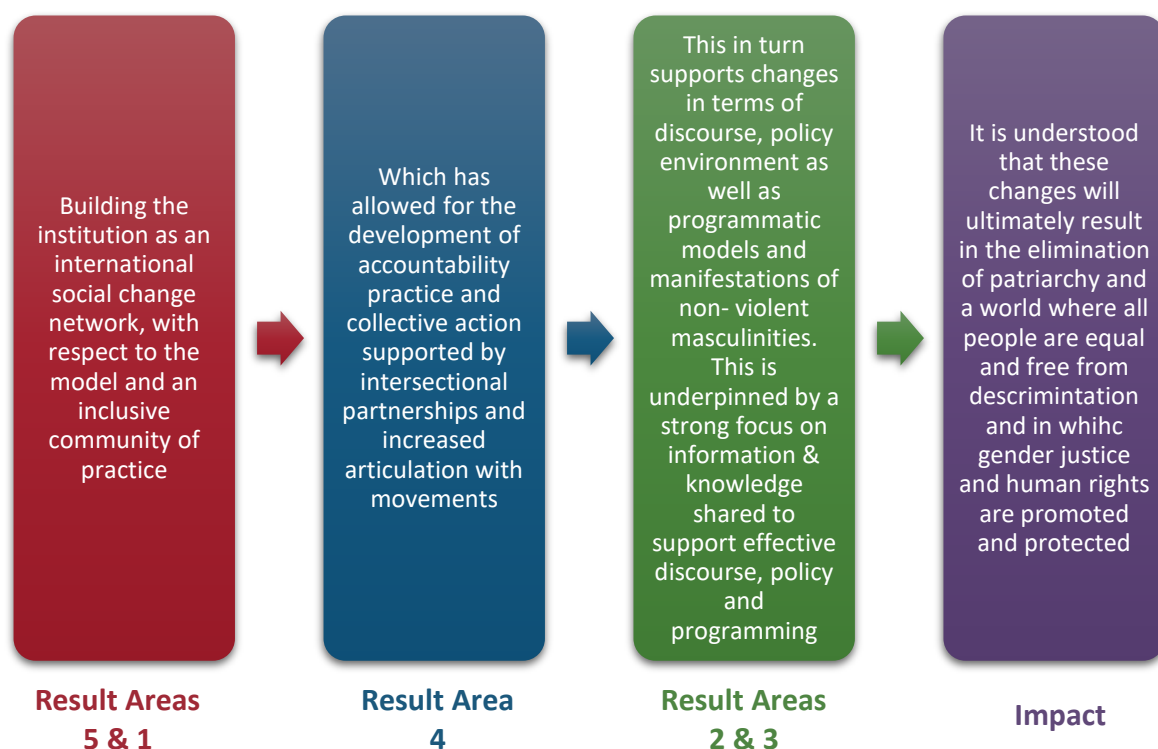 Building the
institution as an
international
social change
network, with
respect to the
model and an
inclusive
community of
practice
Which has
allowed for the
development of
accountability
practice and
collective action
supported by
intersectional
partnerships and
increased
articulation with
movements
This in turn
supports changes
in terms of
discourse, policy
environment as
well as
programmatic
models and
manifestations of
non- violent
masculinities.
This is
underpinned by a
strong focus on
information &
knowledge
shared to
support effective
discourse, policy
and
programming
It is understood
that these
changes will
ultimately result
in the elimination
of patriarchy and
a world where all
people are equal
and free from
descrimintation
and in whihc
gender justice
and human rights
are promoted
and protected
Result Areas
5 & 1
Result Area
4
Result Areas
2 & 3
Impact